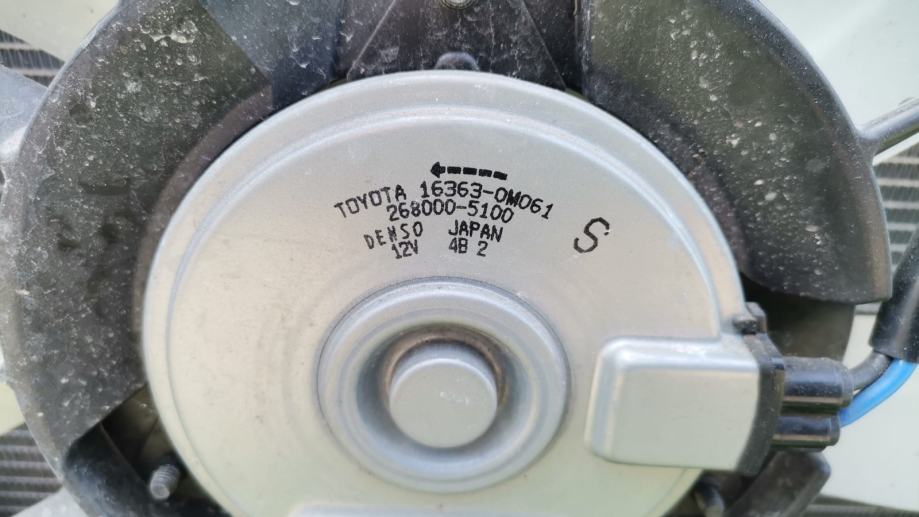 TOYOTA 16363-0M061
268000-5100
DENSO JAPAN
12V 4B 2
S